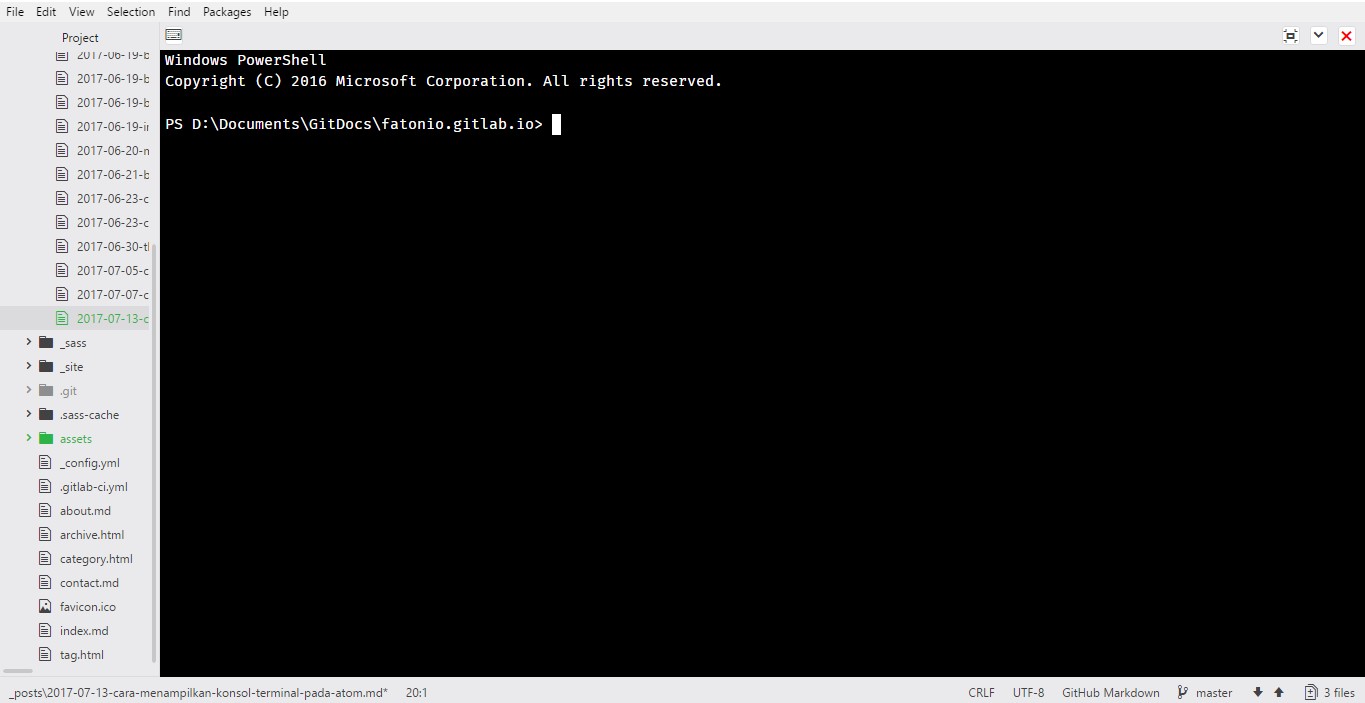 File Edit View Selection Find Packages Help
Project
2017-06-19-b
2017-06-19-b
2017-06-19-b
2017-06-19-ir
2017-06-20-n
2017-06-21-b
2017-06-23-c
2017-06-23-c
2017-06-30-tl
2017-07-05-c
2017-07-07-c
2017-07-13-c
_sass
_site
.git
.sass-cache
assets
_config.yml
.gitlab-ci.yml
about.md
archive.html
category.html
contact.md
favicon.ico
index.md
tag.html
Windows PowerShell
Copyright (C) 2016 Microsoft Corporation. All rights reserved.
PS D:\Documents\GitDocs\fatonio.gitlab.io>
_posts\2017-07-13-cara-menampilkan-konsol-terminal-pada-atom.md* 20:1 CRLF UTF-8 GitHub Markdown master 3 files